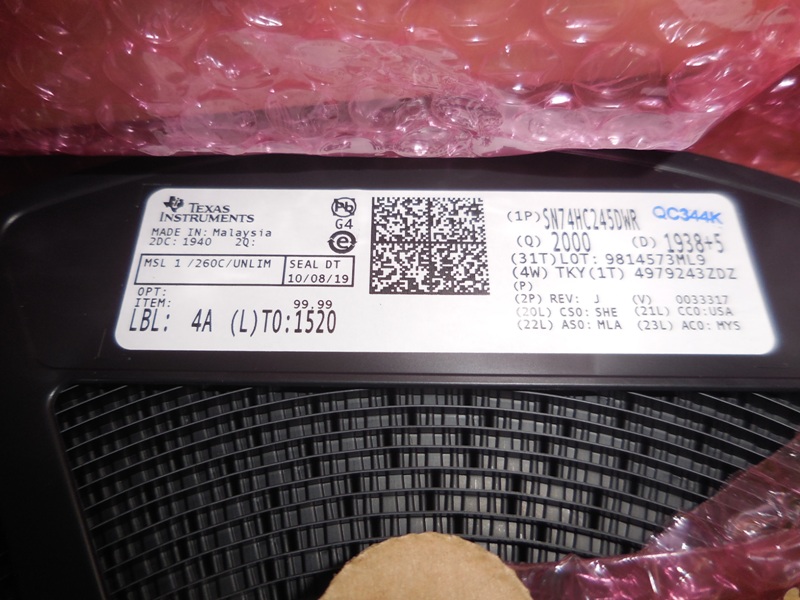 TEXAS
INSTRUMENTS
MADE IN: Malaysia
2DC: 1940 2Q:
Pb
G4
e
MSL 1 /260C/UNLIM
SEAL DT
10/08/19
OPT:
ITEM: 99.99
LBL: 4A (L)TO:1520
(1P)SN74HC245DWR
QC344K
(Q) 2000 (D) 1938+5
(31T)LOT: 9814573ML9
(4W) TKY(1T) 4979243ZDZ
(P)
(2P) REV: J (V) 0033317
(20L) CSO: SHE (21L) CCO:USA
(22L) ASO: MLA (23L) ACO: MYS